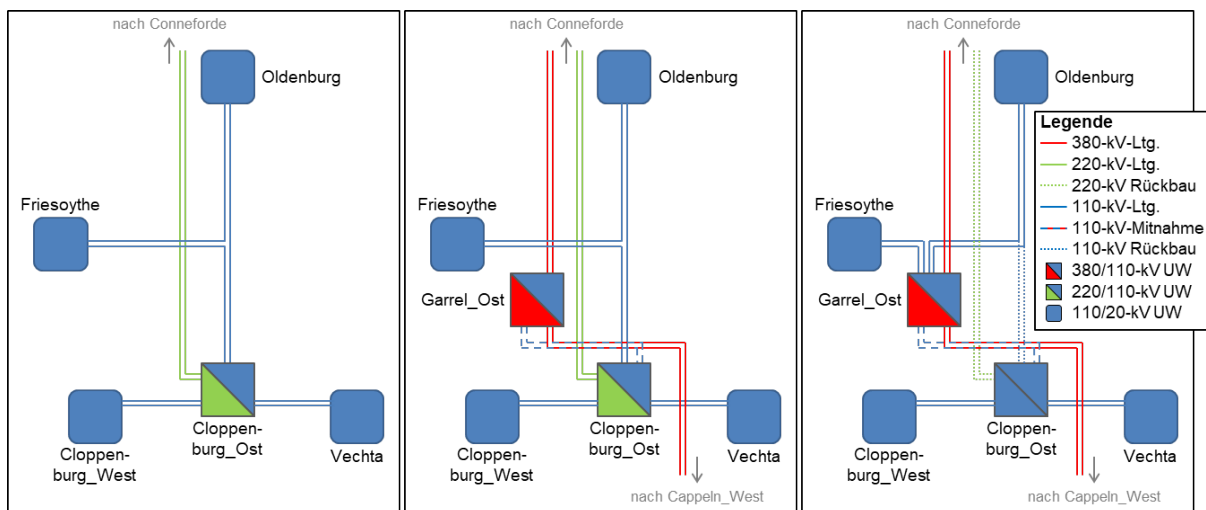 nach Conneforde
Oldenburg
Friesoythe
Cloppen-
burg_West
Cloppen-
burg_Ost
Vechta
nach Conneforde
Oldenburg
Friesoythe
Garrel_Ost
Cloppen-
burg_West
Cloppen-
burg_Ost
Vechta
nach Cappeln_West
nach Conneforde
Oldenburg
Legende
380-kV-Ltg.
220-kV-Ltg.
220-kV Rückbau
110-kV-Ltg.
110-kV-Mitnahme
110-kV Rückbau
380/110-kV UW
220/110-kV UW
110/20-kV UW
Friesoythe
Garrel_Ost
Cloppen-
burg_West
Cloppen-
burg_Ost
Vechta
nach Cappeln_West